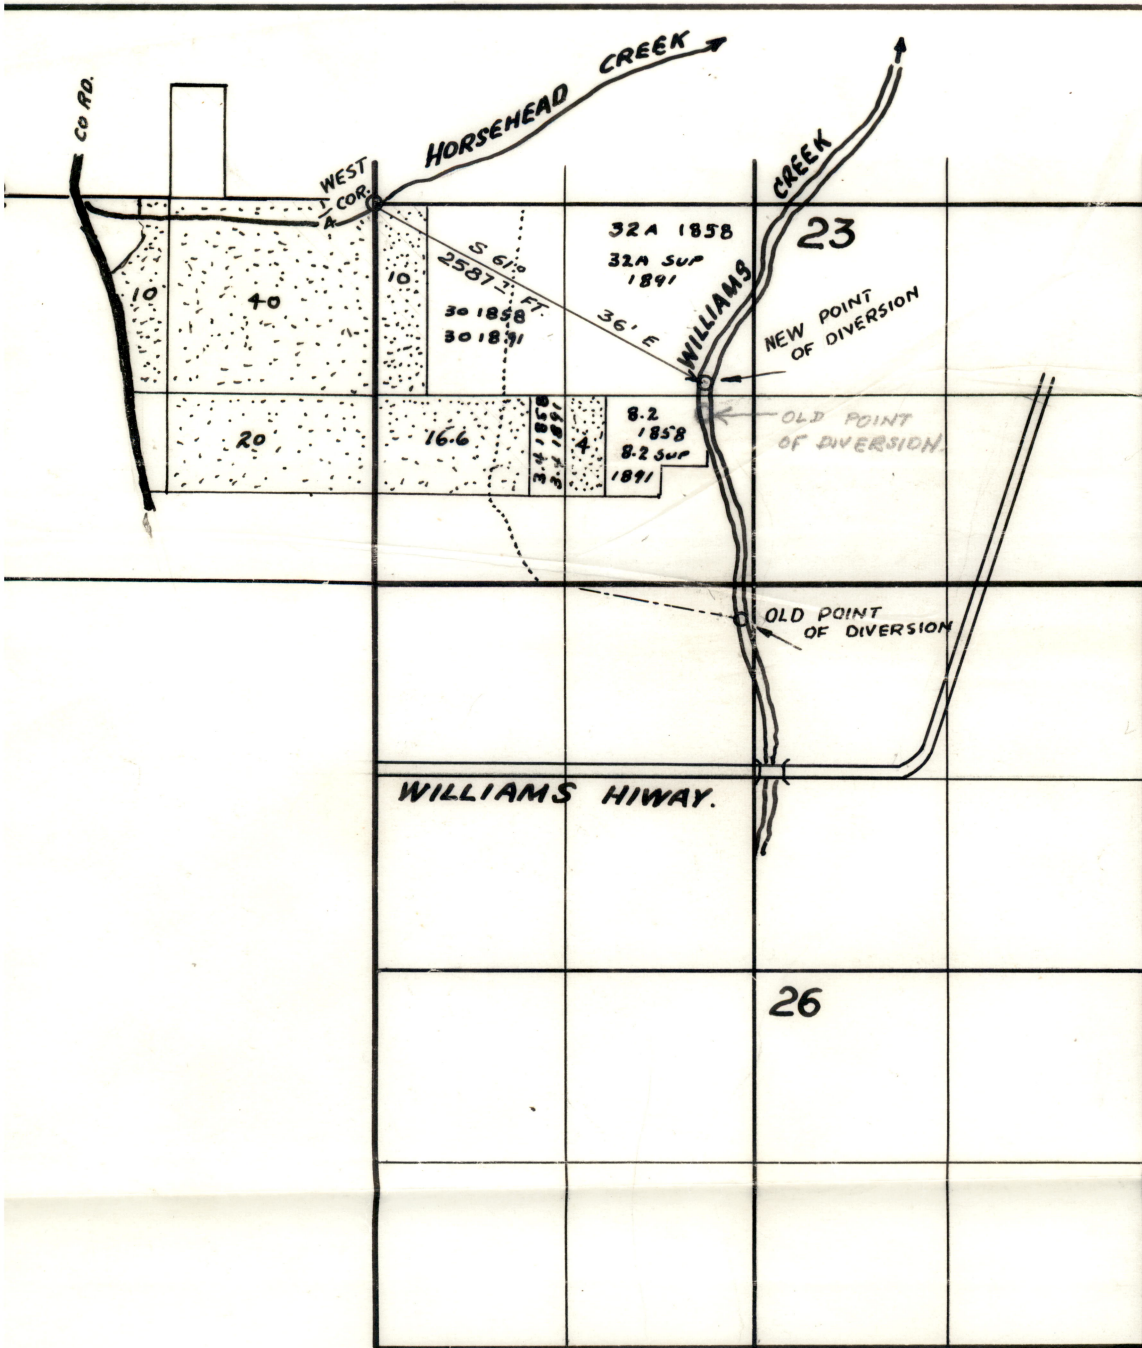 CO RD.
HORSEHEAD CREEK
WEST
1/4 COR.
WILLIAMS CREEK
23
32A 1858
32A SUP
1891
S 61° 36' E
2587.1 FT
NEW POINT
OF DIVERSION
10
40
10
30 1858
30 1891
OLD POINT
OF DIVERSION.
20
16.6
3.4 1858
3.4 1891
4
8.2
1858
8.2 SUP
1891
OLD POINT
OF DIVERSION
WILLIAMS HIWAY.
26